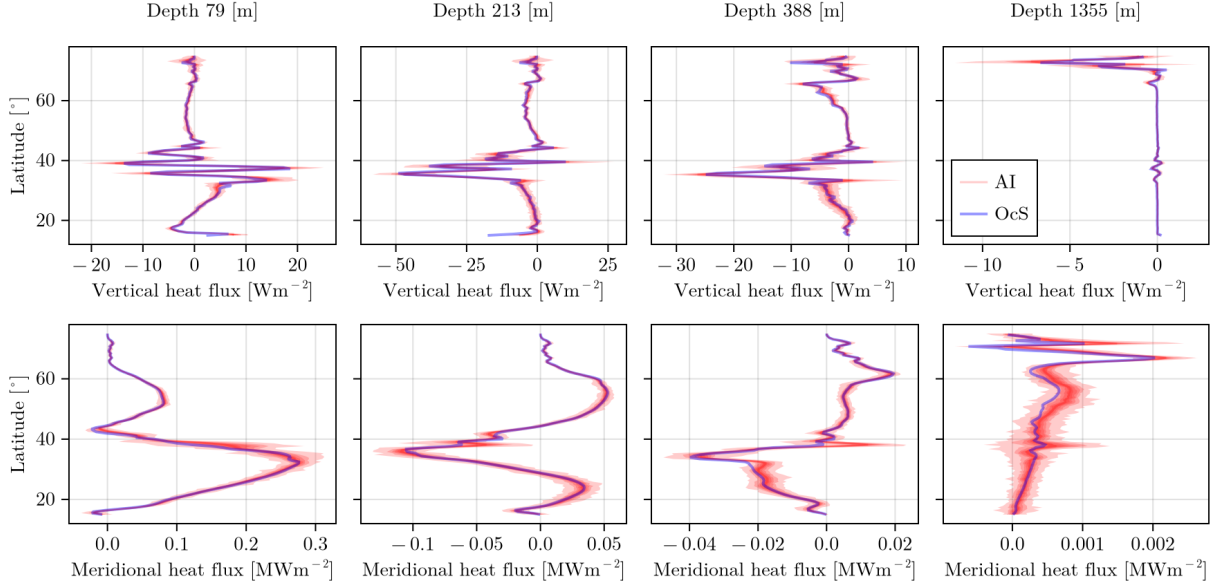 Depth 79 [m] Depth 213 [m] Depth 388 [m] Depth 1355 [m]
Latitude [°]
60
40
20
AI
OcS
−20 −10 0 10 20 −50 −25 0 25 −30 −20 −10 0 10 −10 −5 0
Vertical heat flux [Wm⁻²] Vertical heat flux [Wm⁻²] Vertical heat flux [Wm⁻²] Vertical heat flux [Wm⁻²]
Latitude [°]
60
40
20
0.0 0.1 0.2 0.3 −0.1 −0.05 0.0 0.05 −0.04 −0.02 0.0 0.02 0.0 0.001 0.002
Meridional heat flux [MWm⁻²] Meridional heat flux [MWm⁻²] Meridional heat flux [MWm⁻²] Meridional heat flux [MWm⁻²]